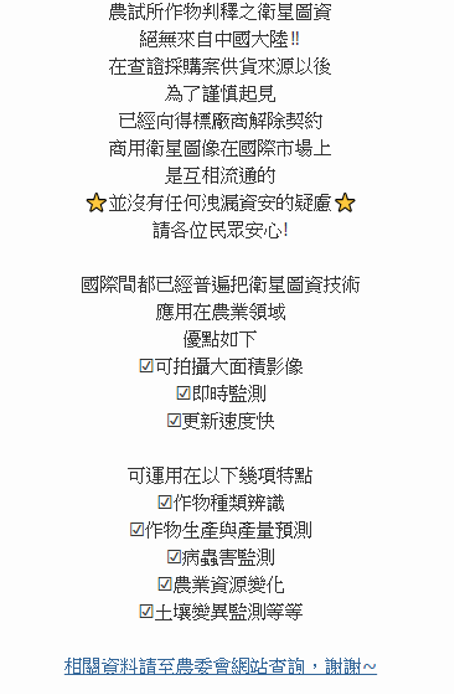 農試所作物判釋之衛星圖資
絕無來自中國大陸!!
在查證採購案供貨來源以後
為了謹慎起見
已經向得標廠商解除契約
商用衛星圖像在國際市場上
是互相流通的
⭐並沒有任何洩漏資安的疑慮⭐
請各位民眾安心!
國際間都已經普遍把衛星圖資技術
應用在農業領域
優點如下
☑可拍攝大面積影像
☑即時監測
☑更新速度快
可運用在以下幾項特點
☑作物種類辨識
☑作物生產與產量預測
☑病蟲害監測
☑農業資源變化
☑土壤變異監測等等
相關資料請至農委會網站查詢，謝謝~